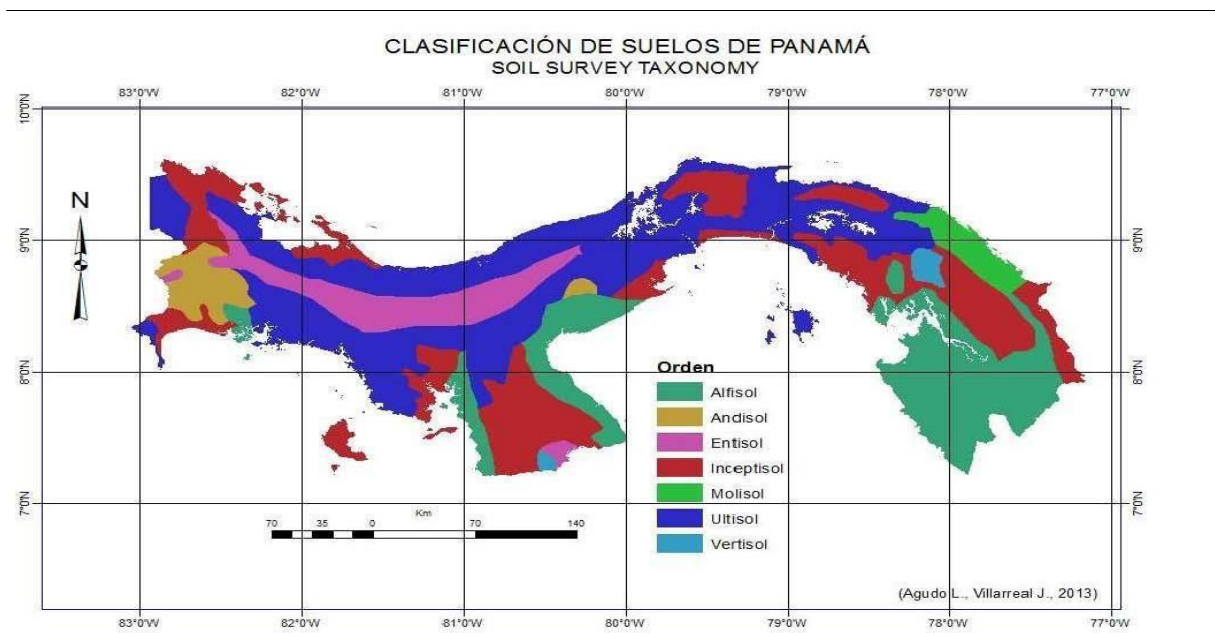 CLASIFICACIÓN DE SUELOS DE PANAMÁ
SOIL SURVEY TAXONOMY
83°0'W 82°0'W 81°0'W 80°0'W 79°0'W 78°0'W 77°0'W
10°0'N
N
9°0'N 9°0'N
8°0'N 8°0'N
7°0'N 7°0'N
Orden
Alfisol
Andisol
Entisol
Inceptisol
Molisol
Ultisol
Vertisol
Km
70 35 0 70 140
(Agudo L., Villarreal J., 2013)
83°0'W 82°0'W 81°0'W 80°0'W 79°0'W 78°0'W 77°0'W